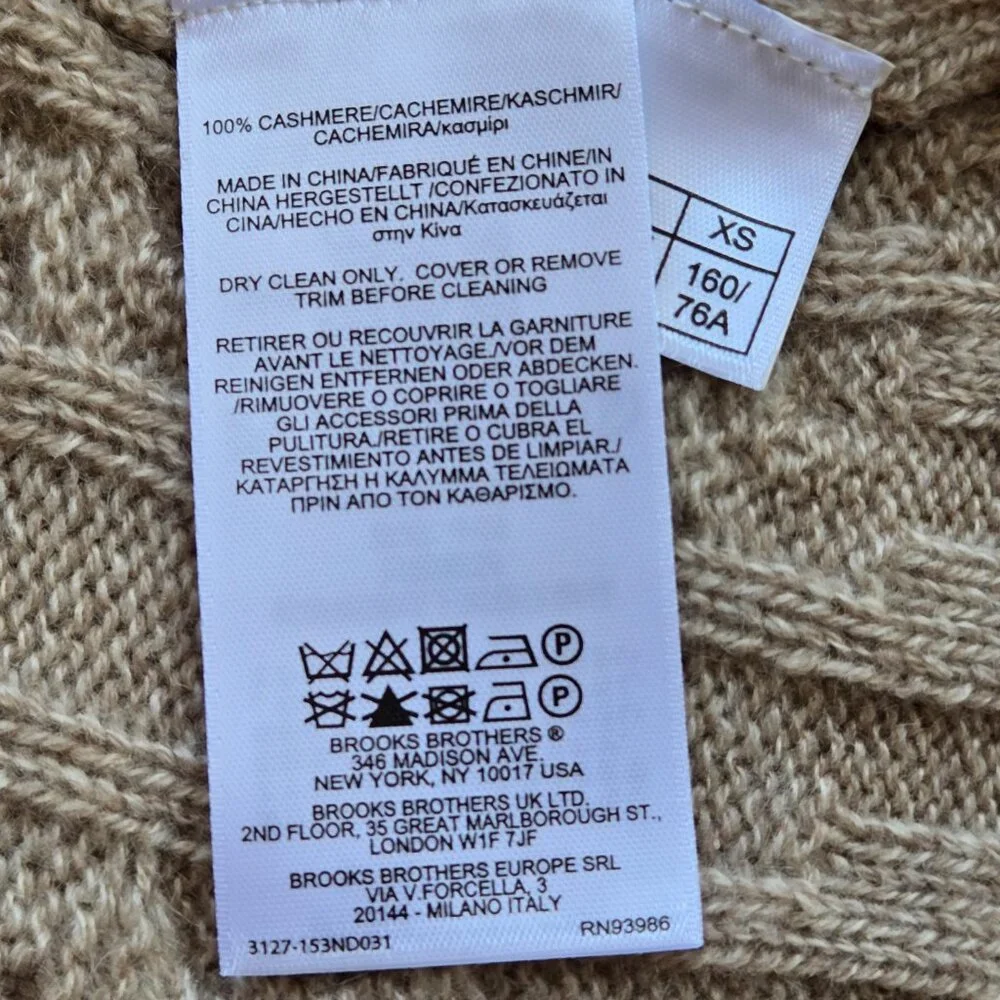 100% CASHMERE/CACHEMIRE/KASCHMIR/
CACHEMIRA/κασμίρι
MADE IN CHINA/FABRIQUÉ EN CHINE/IN
CHINA HERGESTELLT /CONFEZIONATO IN
CINA/HECHO EN CHINA/Κατασκευάζεται
στην Κίνα
DRY CLEAN ONLY. COVER OR REMOVE
TRIM BEFORE CLEANING
RETIRER OU RECOUVRIR LA GARNITURE
AVANT LE NETTOYAGE./VOR DEM
REINIGEN ENTFERNEN ODER ABDECKEN.
/RIMUOVERE O COPRIRE O TOGLIARE
GLI ACCESSORI PRIMA DELLA
PULITURA./RETIRE O CUBRA EL
REVESTIMIENTO ANTES DE LIMPIAR./
ΚΑΤΑΡΓΗΣΗ Η ΚΑΛΥΜΜΑ ΤΕΛΕΙΩΜΑΤΑ
ΠΡΙΝ ΑΠΟ ΤΟΝ ΚΑΘΑΡΙΣΜΟ.
P
P
BROOKS BROTHERS ®
346 MADISON AVE.
NEW YORK, NY 10017 USA
BROOKS BROTHERS UK LTD.
2ND FLOOR, 35 GREAT MARLBOROUGH ST.,
LONDON W1F 7JF
BROOKS BROTHERS EUROPE SRL
VIA V.FORCELLA, 3
20144 - MILANO ITALY
3127-153ND031
RN93986
XS
160/
76A